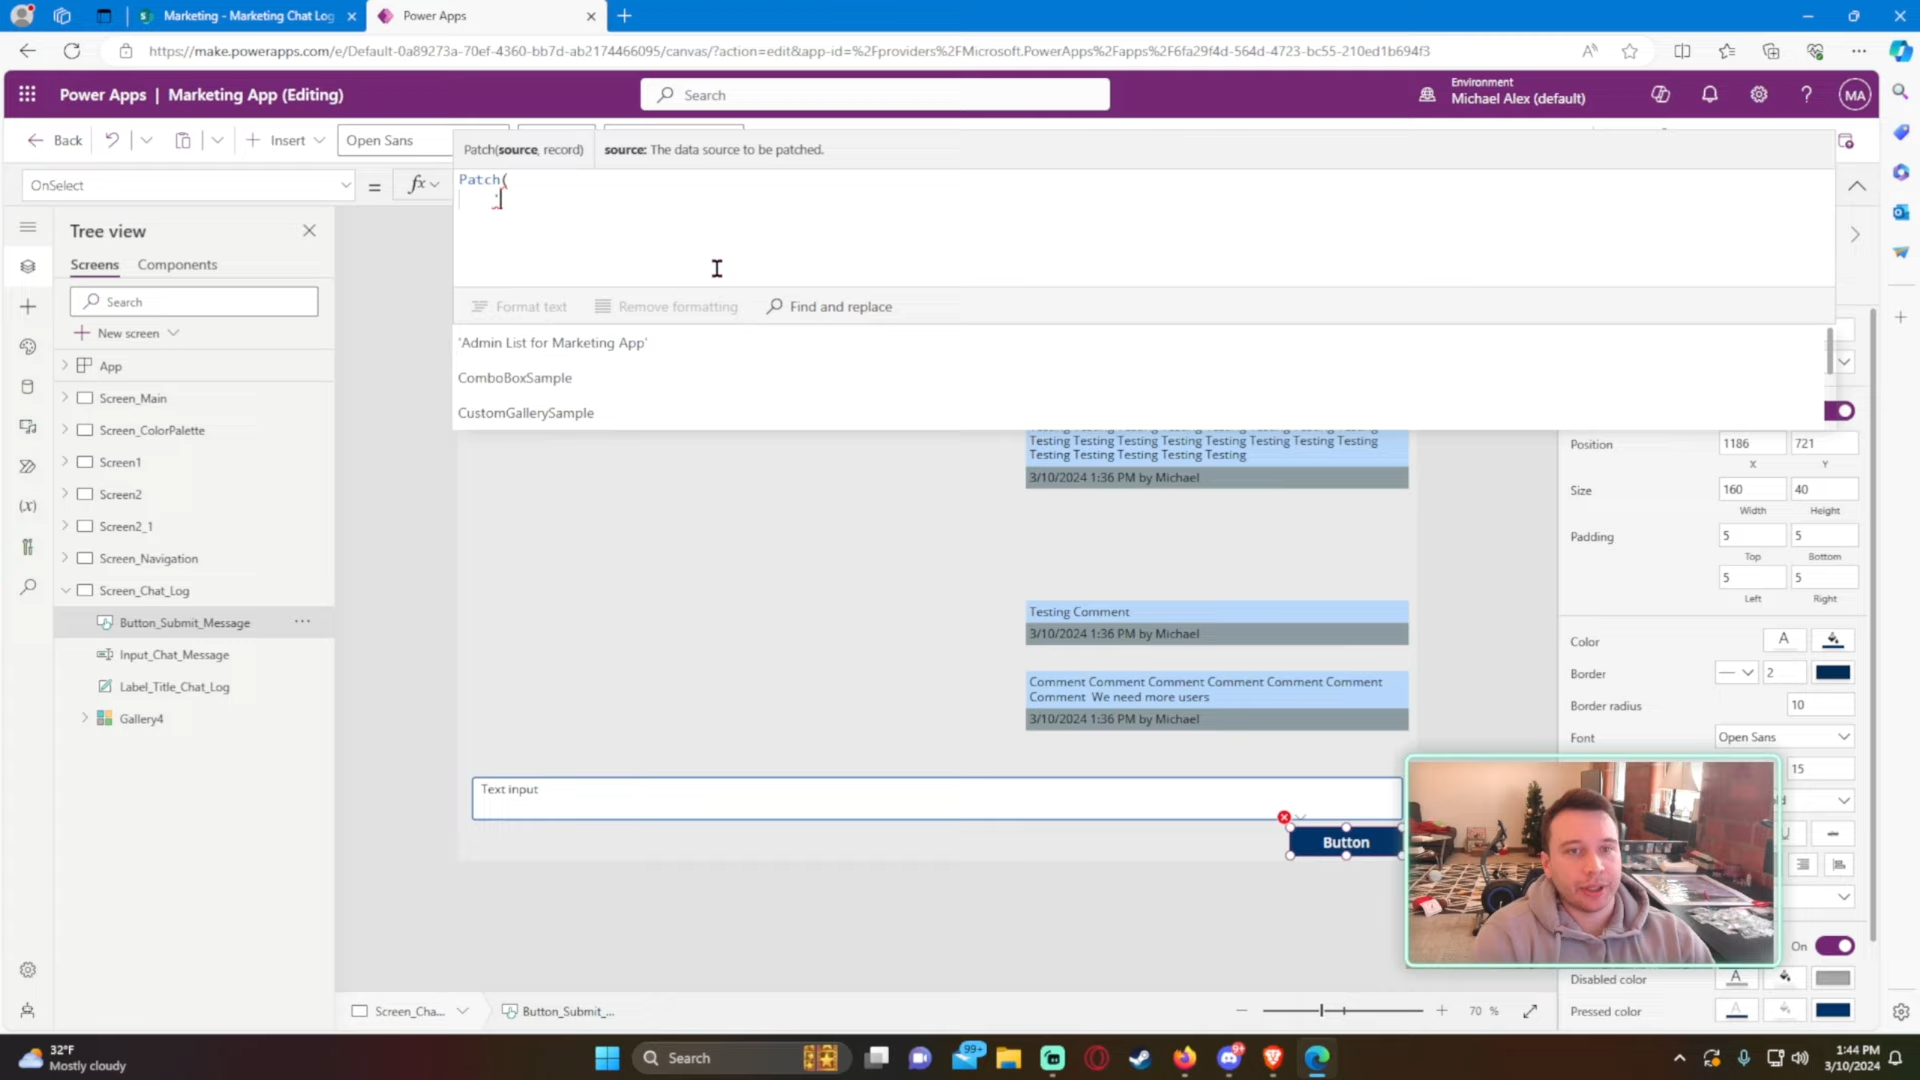 Marketing - Marketing Chat Log
Power Apps
https://make.powerapps.com/e/Default-0a89273a-70ef-4360-bb7d-ab2174466095/canvas/?action=edit&app-id=%2Fproviders%2FMicrosoft.PowerApps%2Fapps%2F6fa29f4d-564d-4723-bc55-210ed1b694f3
Power Apps | Marketing App (Editing)
Search
Environment
Michael Alex (default)
MA
Back
Insert
Open Sans
Patch(source, record)
source: The data source to be patched.
OnSelect
=
fx
Patch(
Tree view
Screens
Components
Search
New screen
App
Screen_Main
Screen_ColorPalette
Screen1
Screen2
Screen2_1
Screen_Navigation
Screen_Chat_Log
Button_Submit_Message
Input_Chat_Message
Label_Title_Chat_Log
Gallery4
Format text
Remove formatting
Find and replace
'Admin List for Marketing App'
ComboBoxSample
CustomGallerySample
Testing Testing Testing Testing Testing Testing Testing Testing
Testing Testing Testing Testing Testing
3/10/2024 1:36 PM by Michael
Testing Comment
3/10/2024 1:36 PM by Michael
Comment Comment Comment Comment Comment Comment
Comment  We need more users
3/10/2024 1:36 PM by Michael
Text input
Button
Position
1186
721
X
Y
Size
160
40
Width
Height
Padding
5
5
Top
Bottom
5
5
Left
Right
Color
A
Border
2
Border radius
10
Font
Open Sans
15
On
Disabled color
A
Pressed color
A
Screen_Cha...
Button_Submit_...
70 %
32°F
Mostly cloudy
Search
99+
9+
1:44 PM
3/10/2024